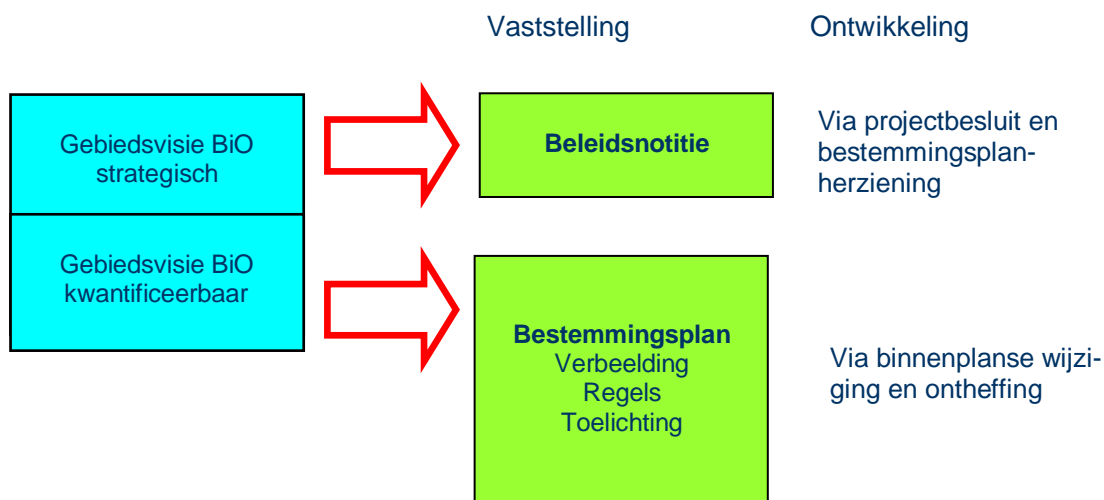 Vaststelling
Ontwikkeling
Gebiedsvisie BiO
strategisch
Beleidsnotitie
Via projectbesluit en
bestemmingsplan-
herziening
Gebiedsvisie BiO
kwantificeerbaar
Bestemmingsplan
Verbeelding
Regels
Toelichting
Via binnenplanse wijzi-
ging en ontheffing